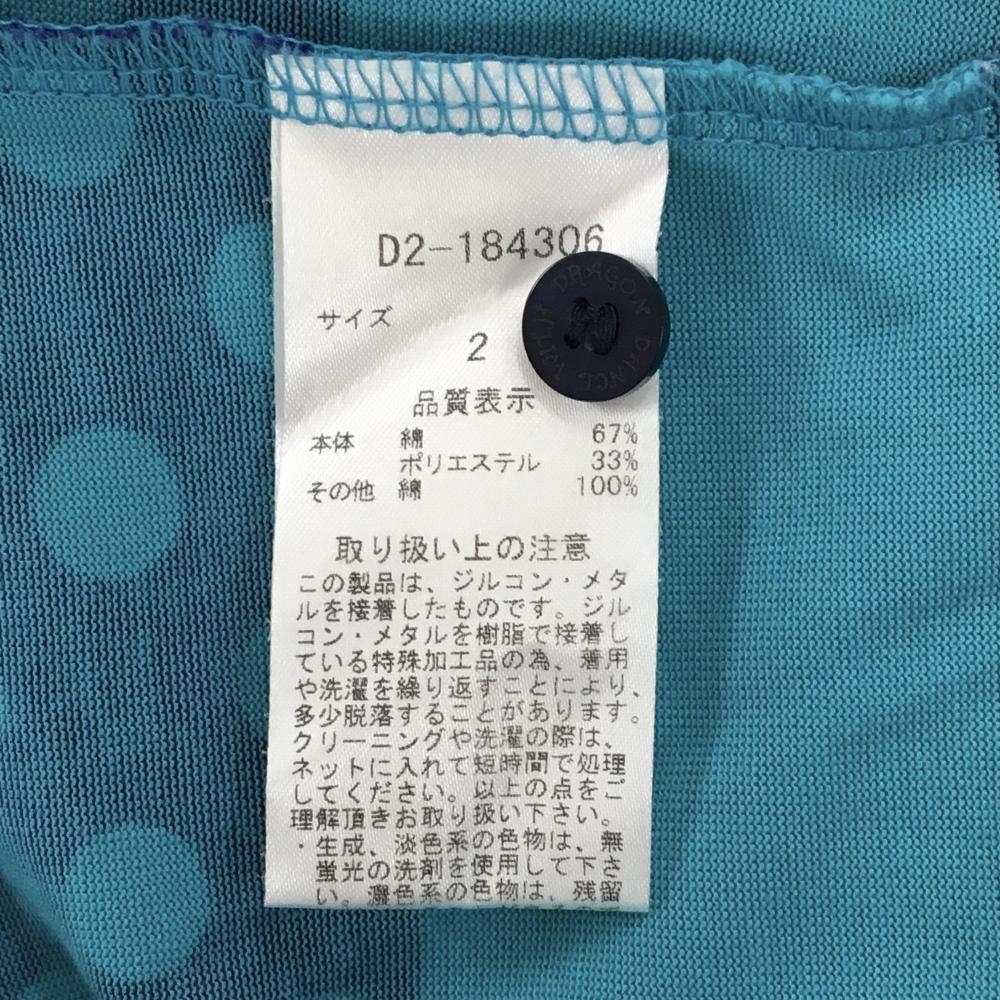 D2-184306
サイズ
2
DRAGON DANCE WITH
品質表示
本体 綿 67%
ポリエステル 33%
その他 綿 100%
取り扱い上の注意
この製品は、ジルコン・メタ
ルを接着したものです。ジル
コン・メタルを樹脂で接着し
ている特殊加工品の為、着用
や洗濯を繰り返すことにより、
多少脱落することがあります。
クリーニングや洗濯の際は、
ネットに入れて短時間で処理
してください。以上の点をご
理解頂きお取り扱い下さい。
・生成、淡色系の色物は、無
蛍光の洗剤を使用して下さ
い。濃色系の色物は、残留